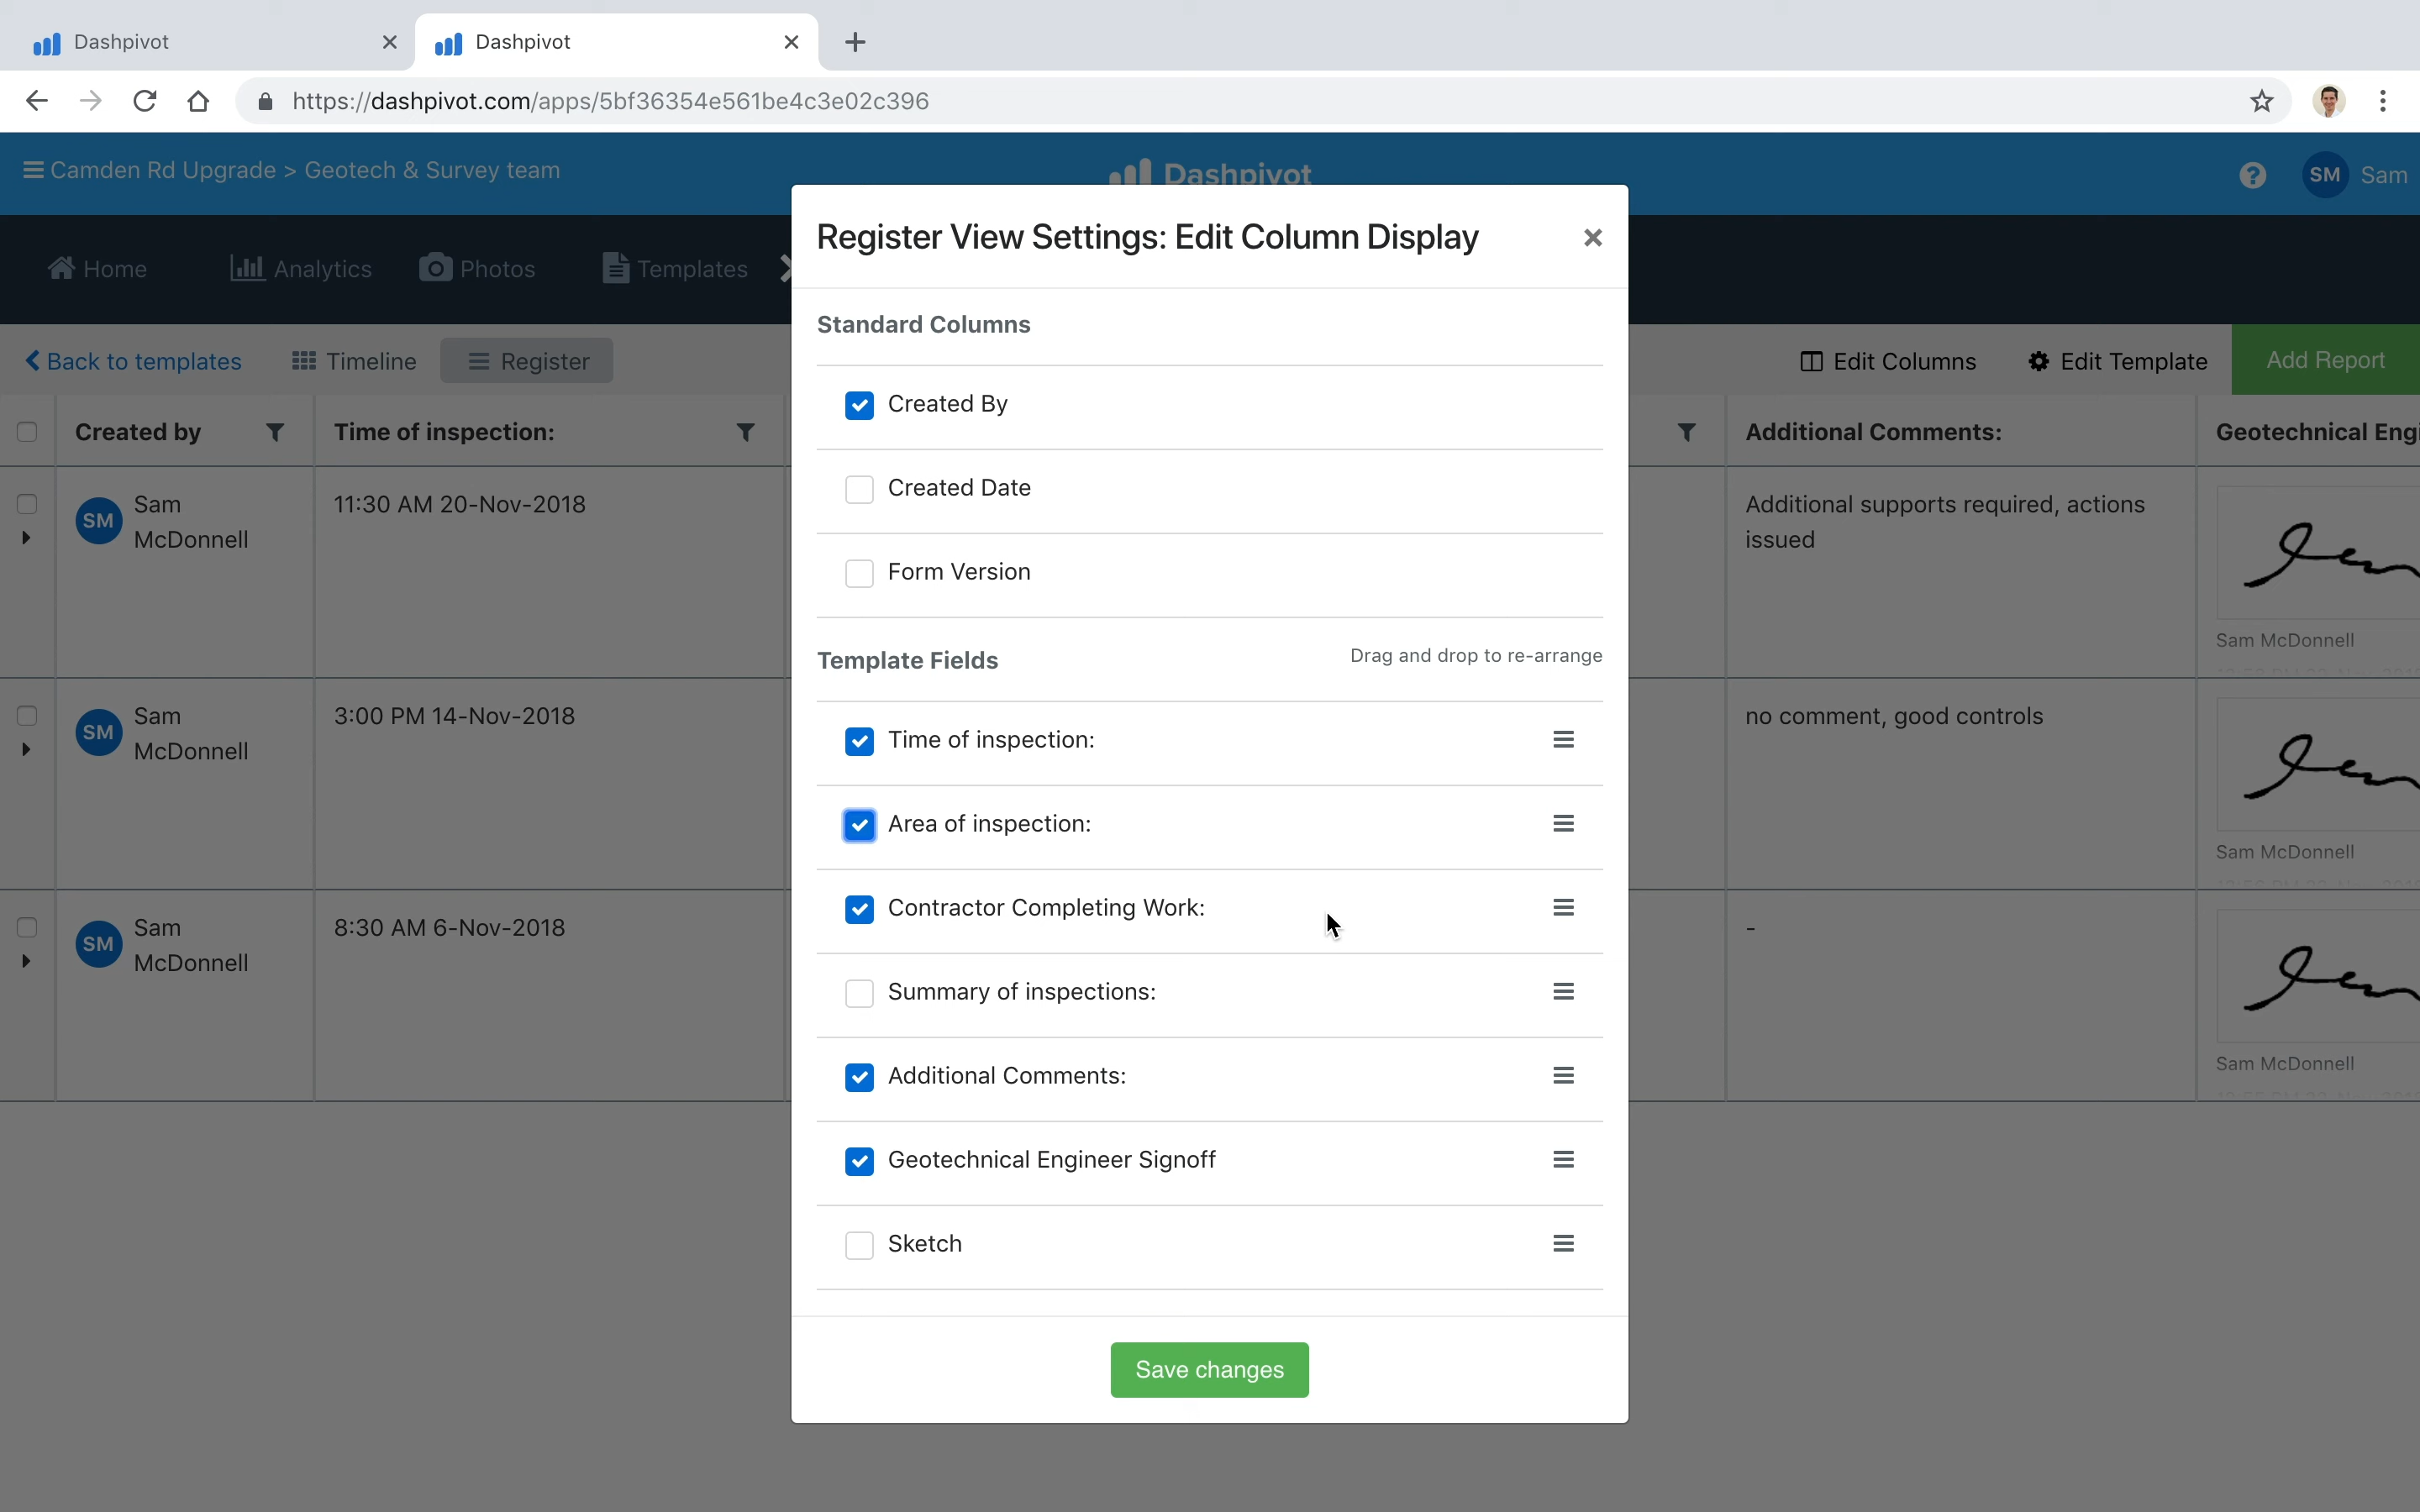 Dashpivot
Dashpivot
https://dashpivot.com/apps/5bf36354e561be4c3e02c396
Camden Rd Upgrade > Geotech & Survey team
Dashpivot
SM Sam
Home
Analytics
Photos
Templates
Back to templates
Timeline
Register
Edit Columns
Edit Template
Add Report
Created by
Time of inspection:
Additional Comments:
Geotechnical Engi
SM
Sam
McDonnell
11:30 AM 20-Nov-2018
Additional supports required, actions
issued
Sam McDonnell
SM
Sam
McDonnell
3:00 PM 14-Nov-2018
no comment, good controls
Sam McDonnell
SM
Sam
McDonnell
8:30 AM 6-Nov-2018
-
Sam McDonnell
Register View Settings: Edit Column Display
Standard Columns
Created By
Created Date
Form Version
Template Fields
Drag and drop to re-arrange
Time of inspection:
Area of inspection:
Contractor Completing Work:
Summary of inspections:
Additional Comments:
Geotechnical Engineer Signoff
Sketch
Save changes